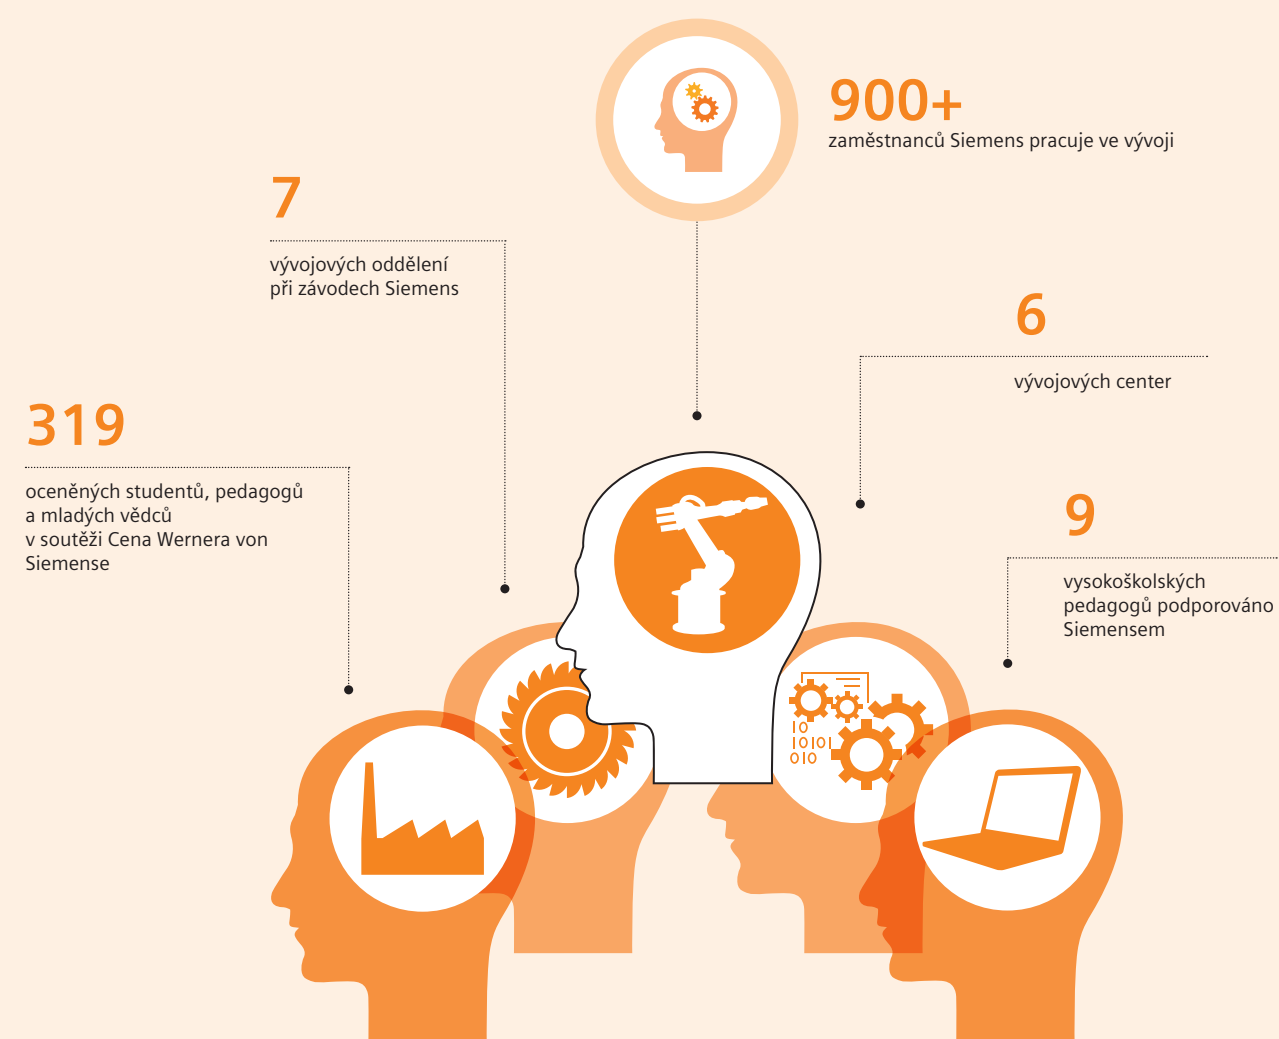 900+
zaměstnanců Siemens pracuje ve vývoji
7
vývojových oddělení
při závodech Siemens
6
vývojových center
319
oceněných studentů, pedagogů
a mladých vědců
v soutěži Cena Wernera von
Siemense
9
vysokoškolských
pedagogů podporováno
Siemensem
10
10101
010